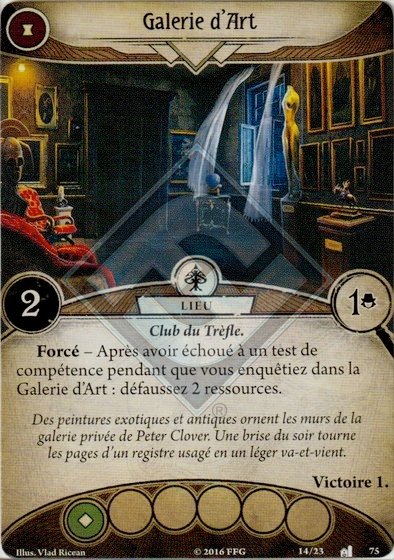 Galerie d'Art
2
LIEU
1
Club du Trèfle.
Forcé – Après avoir échoué à un test de
compétence pendant que vous enquêtiez dans la
Galerie d'Art : défaussez 2 ressources.
Des peintures exotiques et antiques ornent les murs de la
galerie privée de Peter Clover. Une brise du soir tourne
les pages d'un registre usagé en un léger va-et-vient.
Victoire 1.
Illus. Vlad Ricean © 2016 FFG 14/23 75